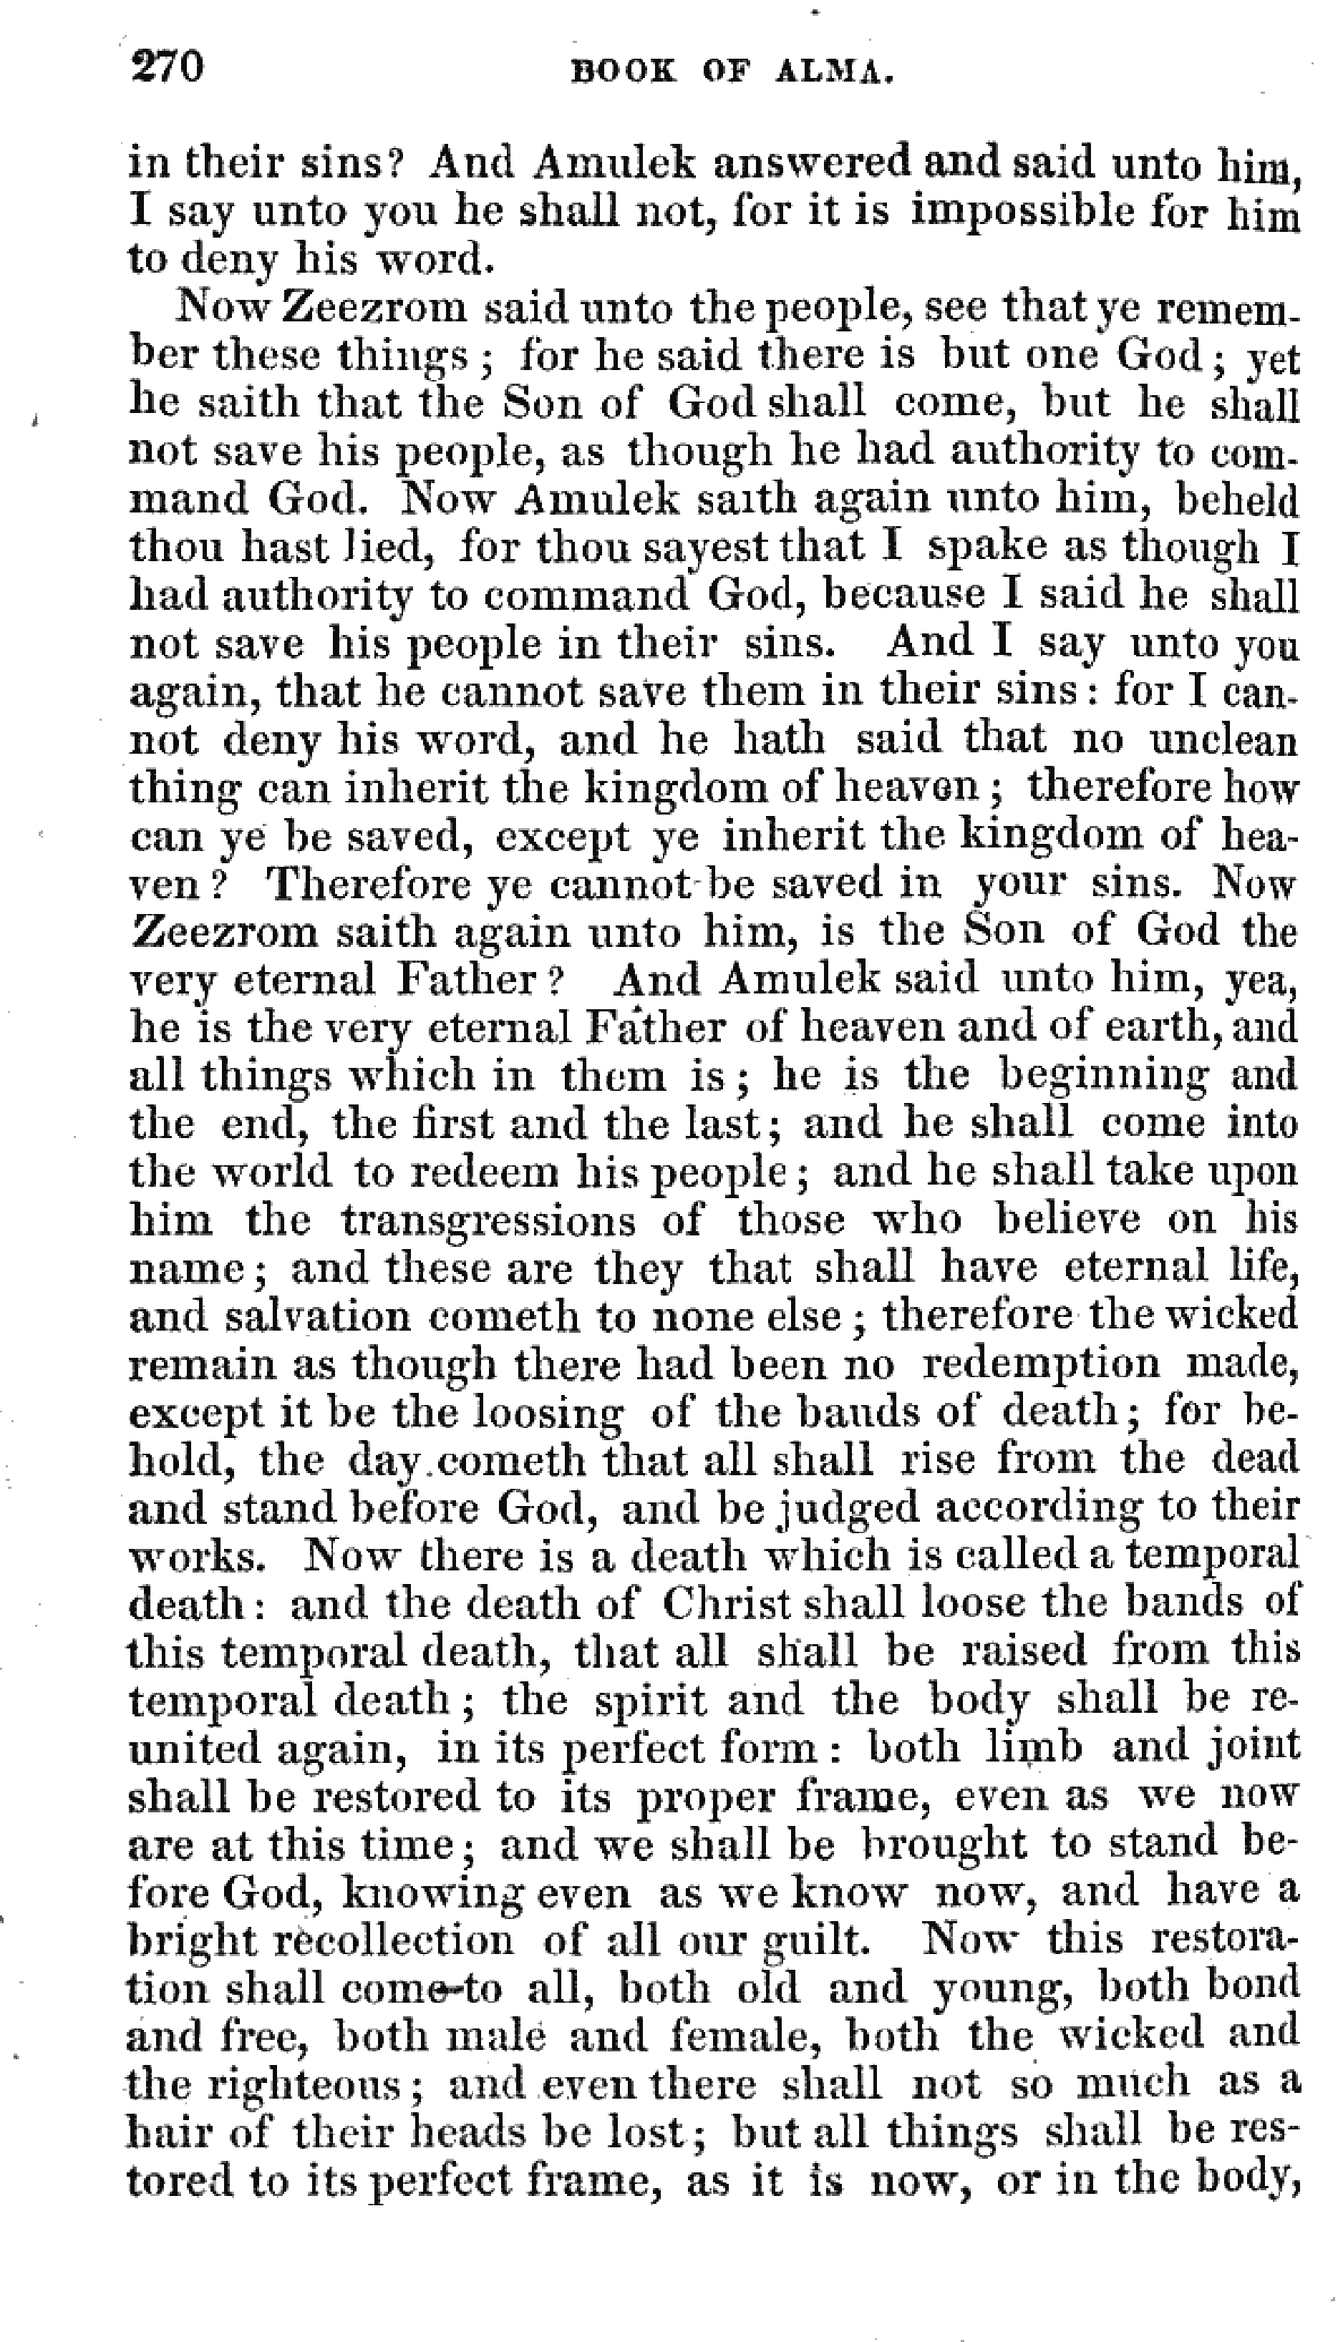 270 BOOK OF ALMA.
in their sins? And Amulek answered and said unto him,
I say unto you he shall not, for it is impossible for him
to deny his word.
Now Zeezrom said unto the people, see that ye remem-
ber these things; for he said there is but one God; yet
he saith that the Son of God shall come, but he shall
not save his people, as though he had authority to com-
mand God. Now Amulek saith again unto him, beheld
thou hast lied, for thou sayest that I spake as though I
had authority to command God, because I said he shall
not save his people in their sins. And I say unto you
again, that he cannot save them in their sins: for I can-
not deny his word, and he hath said that no unclean
thing can inherit the kingdom of heaven; therefore how
can ye be saved, except ye inherit the kingdom of hea-
ven? Therefore ye cannot be saved in your sins. Now
Zeezrom saith again unto him, is the Son of God the
very eternal Father? And Amulek said unto him, yea,
he is the very eternal Father of heaven and of earth, and
all things which in them is; he is the beginning and
the end, the first and the last; and he shall come into
the world to redeem his people; and he shall take upon
him the transgressions of those who believe on his
name; and these are they that shall have eternal life,
and salvation cometh to none else; therefore the wicked
remain as though there had been no redemption made,
except it be the loosing of the bands of death; for be-
hold, the day cometh that all shall rise from the dead
and stand before God, and be judged according to their
works. Now there is a death which is called a temporal
death: and the death of Christ shall loose the bands of
this temporal death, that all shall be raised from this
temporal death; the spirit and the body shall be re-
united again, in its perfect form: both limb and joint
shall be restored to its proper frame, even as we now
are at this time; and we shall be brought to stand be-
fore God, knowing even as we know now, and have a
bright recollection of all our guilt. Now this restora-
tion shall come to all, both old and young, both bond
and free, both male and female, both the wicked and
the righteous; and even there shall not so much as a
hair of their heads be lost; but all things shall be res-
tored to its perfect frame, as it is now, or in the body,